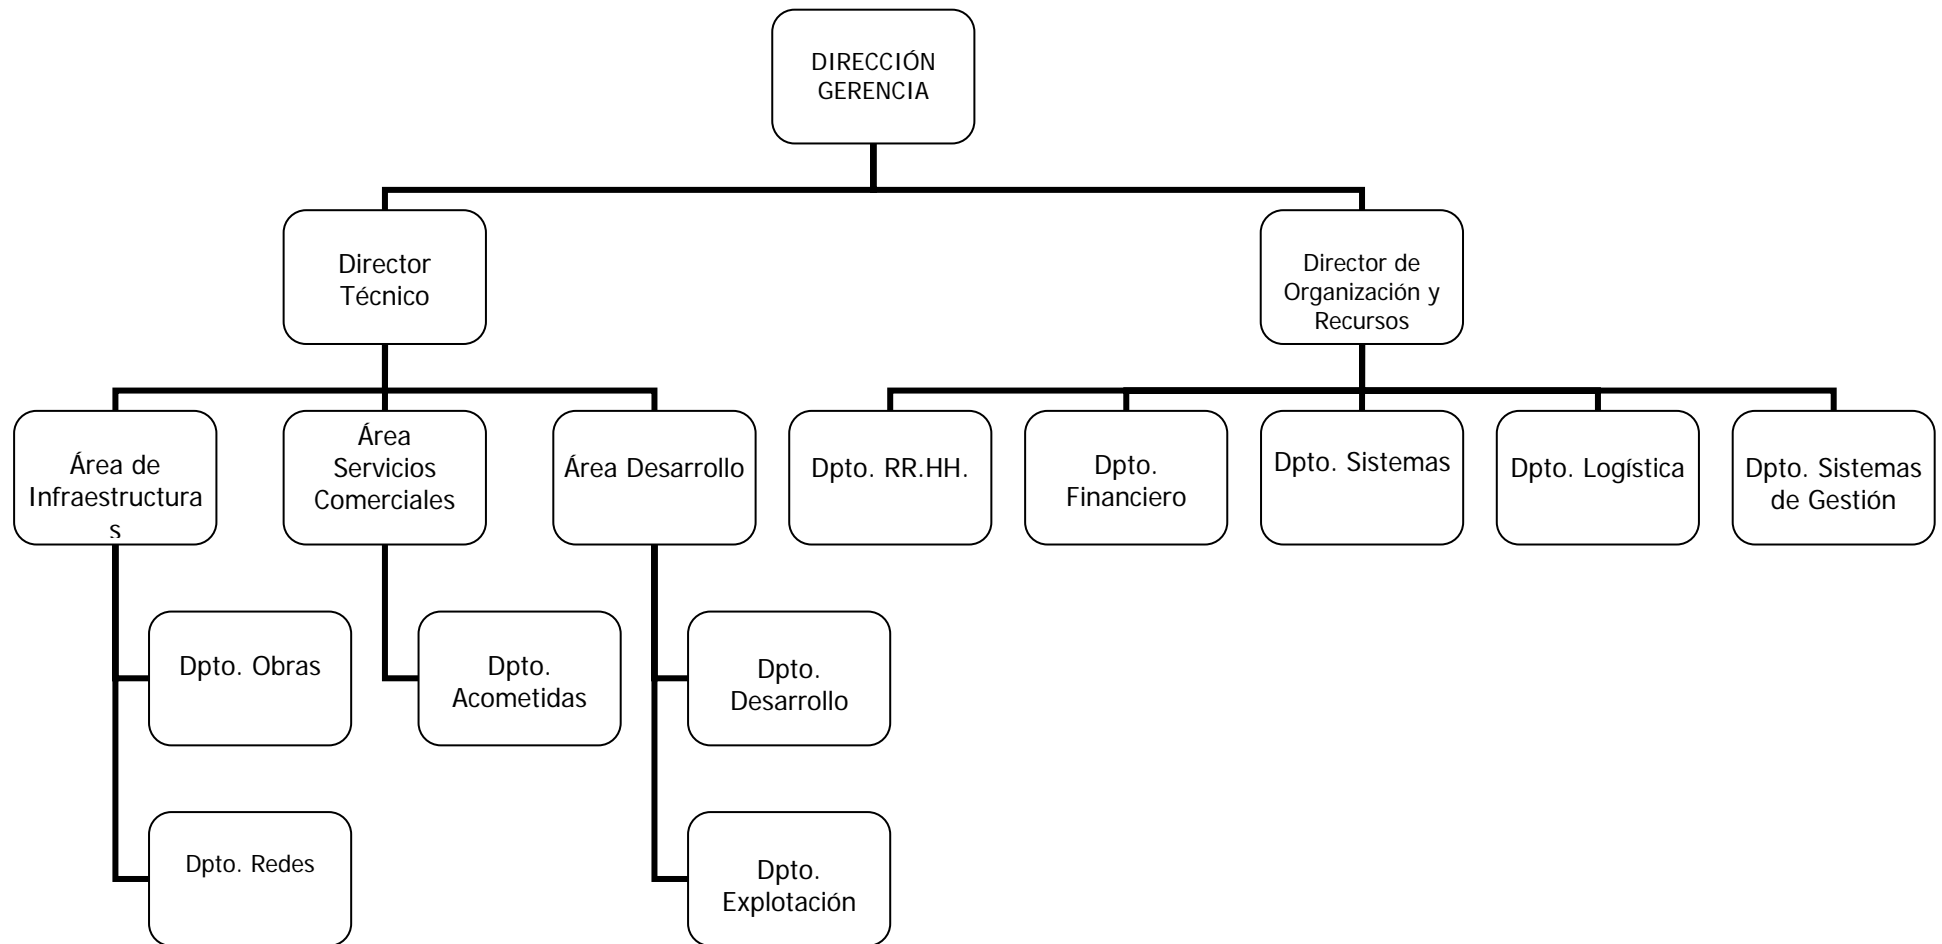 DIRECCIÓN
GERENCIA
Director
Técnico
Director de
Organización y
Recursos
Área de
Infraestructura
s
Área
Servicios
Comerciales
Área Desarrollo
Dpto. RR.HH.
Dpto.
Financiero
Dpto. Sistemas
Dpto. Logística
Dpto. Sistemas
de Gestión
Dpto. Obras
Dpto.
Acometidas
Dpto.
Desarrollo
Dpto. Redes
Dpto.
Explotación